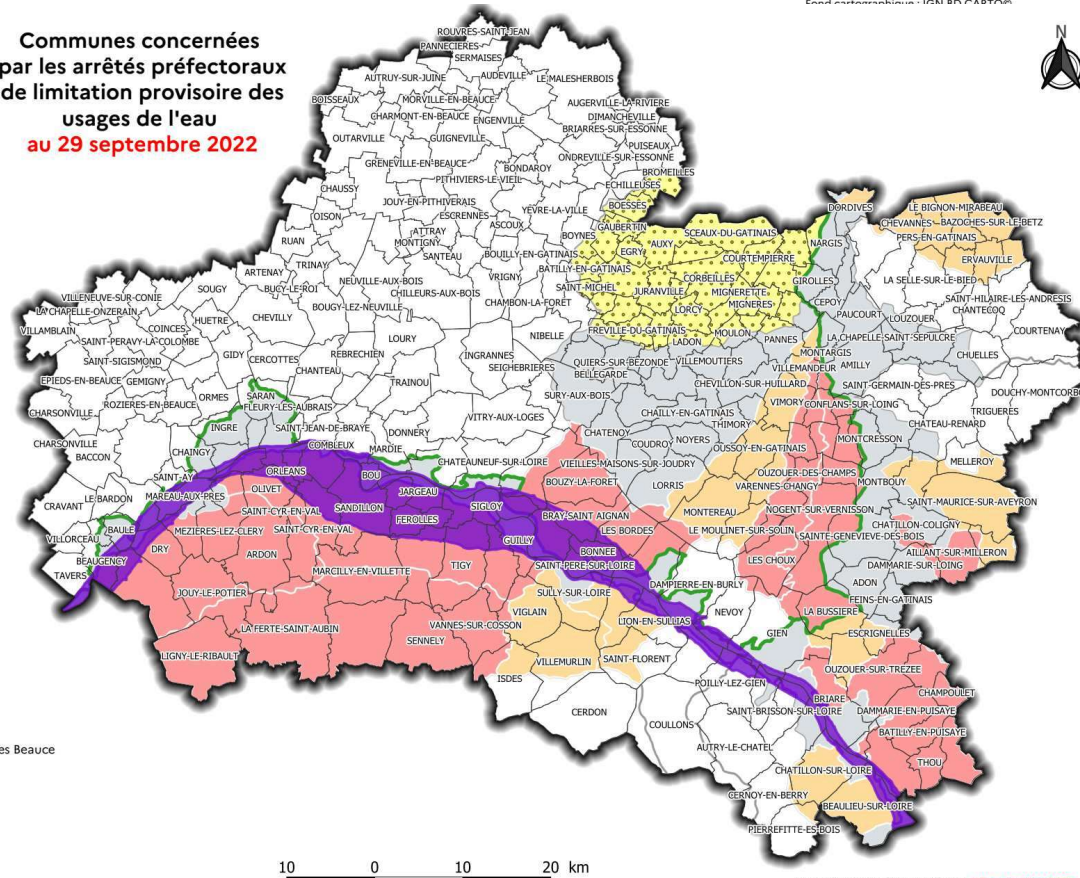 Fond cartographique : IGN BD CARTO©
N
Communes concernées
par les arrêtés préfectoraux
de limitation provisoire des
usages de l'eau
au 29 septembre 2022
ROUVRES-SAINT-JEAN
PANNECIERES
SERMAISES
AUTRUY-SUR-JUINE
AUDEVILLE
LE MALESHERBOIS
BOISSEAUX
MORVILLE-EN-BEAUCE
AUGERVILLE-LA-RIVIERE
CHARMONT-EN-BEAUCE
ENGENVILLE
DIMANCHEVILLE
BRIARRES-SUR-ESSONNE
OUTARVILLE
GUIGNEVILLE
PUISEAUX
ONDREVILLE-SUR-ESSONNE
GRENEVILLE-EN-BEAUCE
BONDAROY
BROMEILLES
PITHIVIERS-LE-VIEIL
ECHILLEUSES
CHAUSSY
JOUY-EN-PITHIVERAIS
BOESSES
DORDIVES
LE BIGNON-MIRABEAU
OISON
ESCRENNES
YEVRE-LA-VILLE
CHEVANNES
BAZOCHES-SUR-LE-BETZ
ASCOUX
GAUBERTIN
ATTRAY
BOYNES
SCEAUX-DU-GATINAIS
PERS-EN-GATINAIS
RUAN
MONTIGNY
AUXY
NARGIS
SANTEAU
BOUILLY-EN-GATINAIS
EGRY
COURTEMPIERRE
ERVAUVILLE
TRINAY
BATILLY-EN-GATINAIS
ARTENAY
VRIGNY
CORBEILLES
GIROLLES
LA SELLE-SUR-LE-BIED
SOUGY
BUCY-LE-ROI
NEUVILLE-AUX-BOIS
SAINT-MICHEL
JURANVILLE
MIGNERETTE
VILLENEUVE-SUR-CONIE
CHILLEURS-AUX-BOIS
CHAMBON-LA-FORET
MIGNERES
CEPOY
SAINT-HILAIRE-LES-ANDRESIS
LA CHAPELLE-ONZERAIN
BOUGY-LEZ-NEUVILLE
LORCY
PAUCOURT
CHANTECOQ
HUETRE
CHEVILLY
LOUZOUER
VILLAMBLAIN
COINCES
FREVILLE-DU-GATINAIS
MOULON
COURTENAY
SAINT-PERAVY-LA-COLOMBE
LOURY
NIBELLE
LADON
PANNES
LA CHAPELLE-SAINT-SEPULCRE
GIDY
CERCOTTES
REBRECHIEN
INGRANNES
MONTARGIS
CHUELLES
SAINT-SIGISMOND
CHANTEAU
SEICHEBRIERES
QUIERS-SUR-BEZONDE
VILLEMOUTIERS
VILLEMANDEUR
AMILLY
BELLEGARDE
EPIEDS-EN-BEAUCE
GEMIGNY
TRAINOU
CHEVILLON-SUR-HUILLARD
SAINT-GERMAIN-DES-PRES
DOUCHY-MONTCORBO
ORMES
SARAN
SURY-AUX-BOIS
ROZIERES-EN-BEAUCE
FLEURY-LES-AUBRAIS
VIMORY
CONFLANS-SUR-LOING
CHARSONVILLE
VITRY-AUX-LOGES
CHAILLY-EN-GATINAIS
TRIGUERES
INGRE
SAINT-JEAN-DE-BRAYE
THIMORY
CHATEAU-RENARD
DONNERY
CHATENOY
CHARSONVILLE
COMBLEUX
NOYERS
MONTCRESSON
COUDROY
CHAINGY
MARDIE
OUSSOY-EN-GATINAIS
BACCON
CHATEAUNEUF-SUR-LOIRE
VIEILLES-MAISONS-SUR-JOUDRY
MELLEROY
ORLEANS
BOU
OUZOUER-DES-CHAMPS
SAINT-AY
BOUZY-LA-FORET
LORRIS
VARENNES-CHANGY
MONTBOUY
OLIVET
JARGEAU
LE BARDON
MAREAU-AUX-PRES
SAINT-MAURICE-SUR-AVEYRON
CRAVANT
SAINT-CYR-EN-VAL
SANDILLON
SIGLOY
BRAY-SAINT AIGNAN
MONTEREAU
NOGENT-SUR-VERNISSON
FEROLLES
CHATILLON-COLIGNY
BAULE
MEZIERES-LEZ-CLERY
SAINT-CYR-EN-VAL
LES BORDES
LE MOULINET-SUR-SOLIN
SAINTE-GENEVIEVE-DES-BOIS
VILLORCEAU
GUILLY
DRY
ARDON
BONNEE
LES CHOUX
AILLANT-SUR-MILLERON
BEAUGENCY
TIGY
SAINT-PERE-SUR-LOIRE
DAMMARIE-SUR-LOING
TAVERS
MARCILLY-EN-VILLETTE
DAMPIERRE-EN-BURLY
ADON
JOUY-LE-POTIER
SULLY-SUR-LOIRE
FEINS-EN-GATINAIS
VIGLAIN
NEVOY
LA BUSSIERE
VANNES-SUR-COSSON
LION-EN-SULLIAS
LA FERTE-SAINT-AUBIN
GIEN
ESCRIGNELLES
SENNELY
LIGNY-LE-RIBAULT
VILLEMURLIN
SAINT-FLORENT
OUZOUER-SUR-TREZEE
ISDES
POILLY-LEZ-GIEN
CHAMPOULET
BRIARE
CERDON
SAINT-BRISSON-SUR-LOIRE
DAMMARIE-EN-PUISAYE
COULLONS
BATILLY-EN-PUISAYE
es Beauce
AUTRY-LE-CHATEL
THOU
CHATILLON-SUR-LOIRE
CERNOY-EN-BERRY
BEAULIEU-SUR-LOIRE
PIERREFITTE-ES-BOIS
10 0 10 20 km